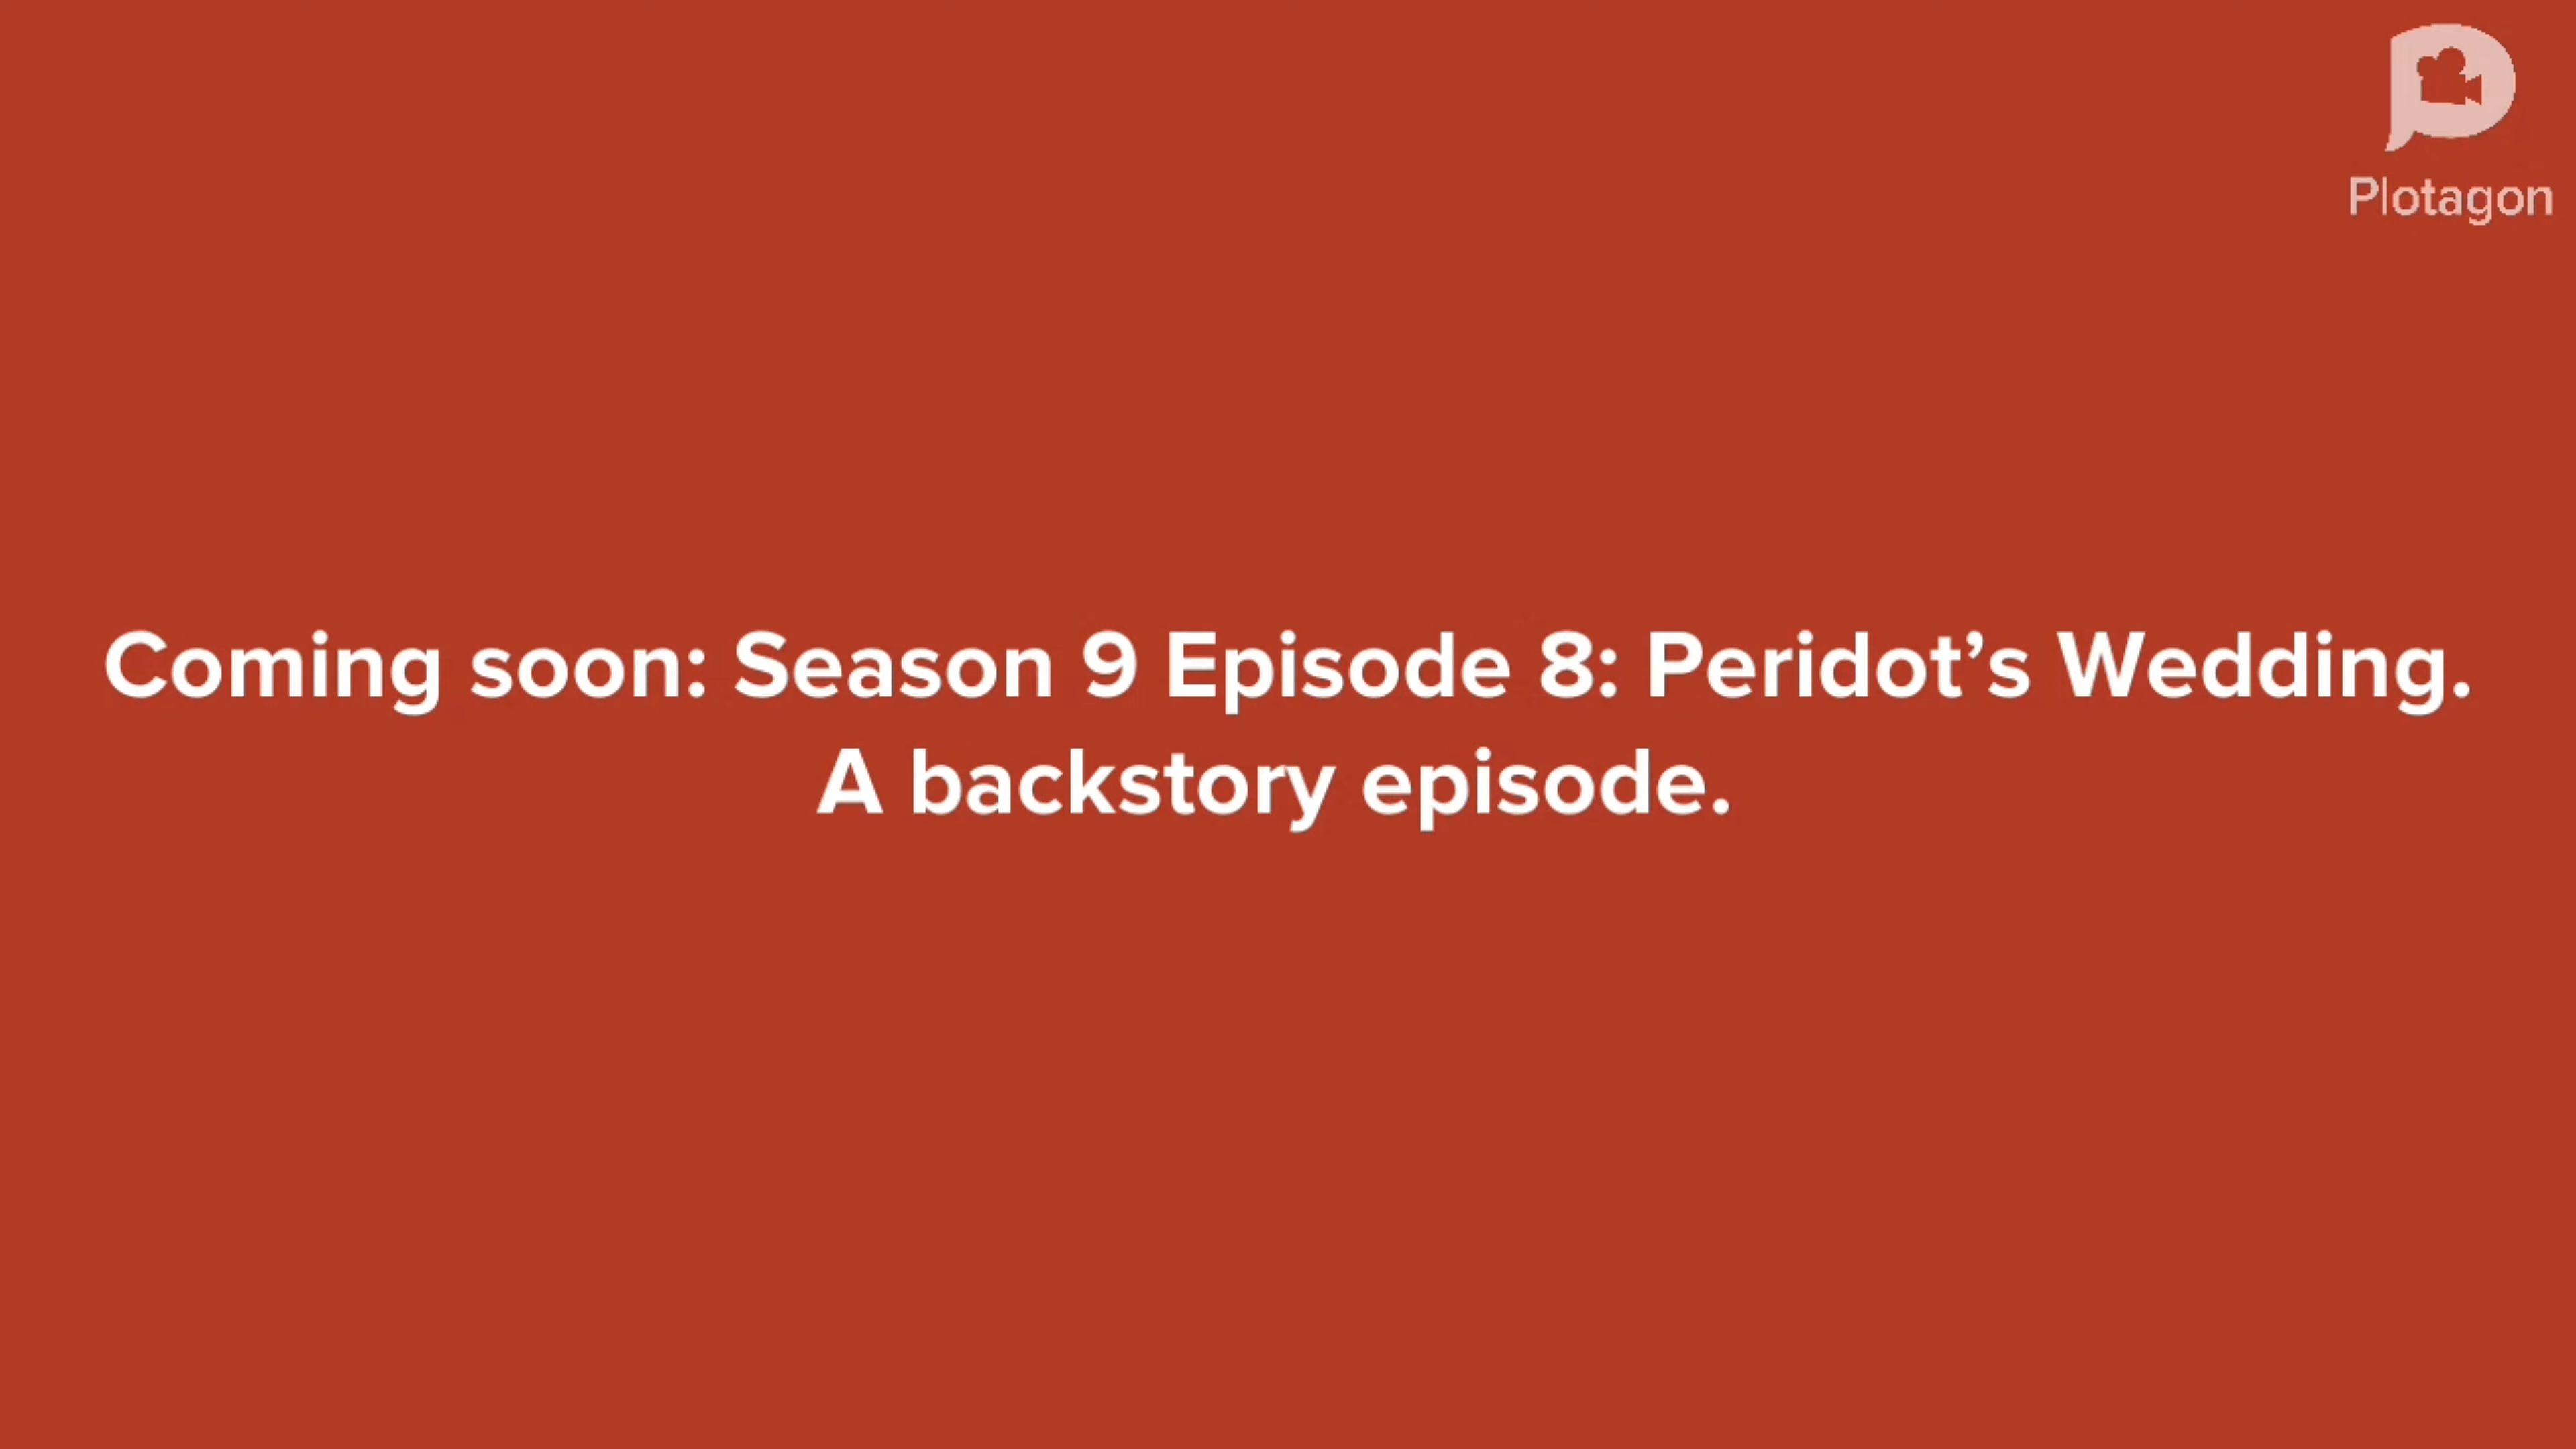 Plotagon
Coming soon: Season 9 Episode 8: Peridot’s Wedding.
A backstory episode.